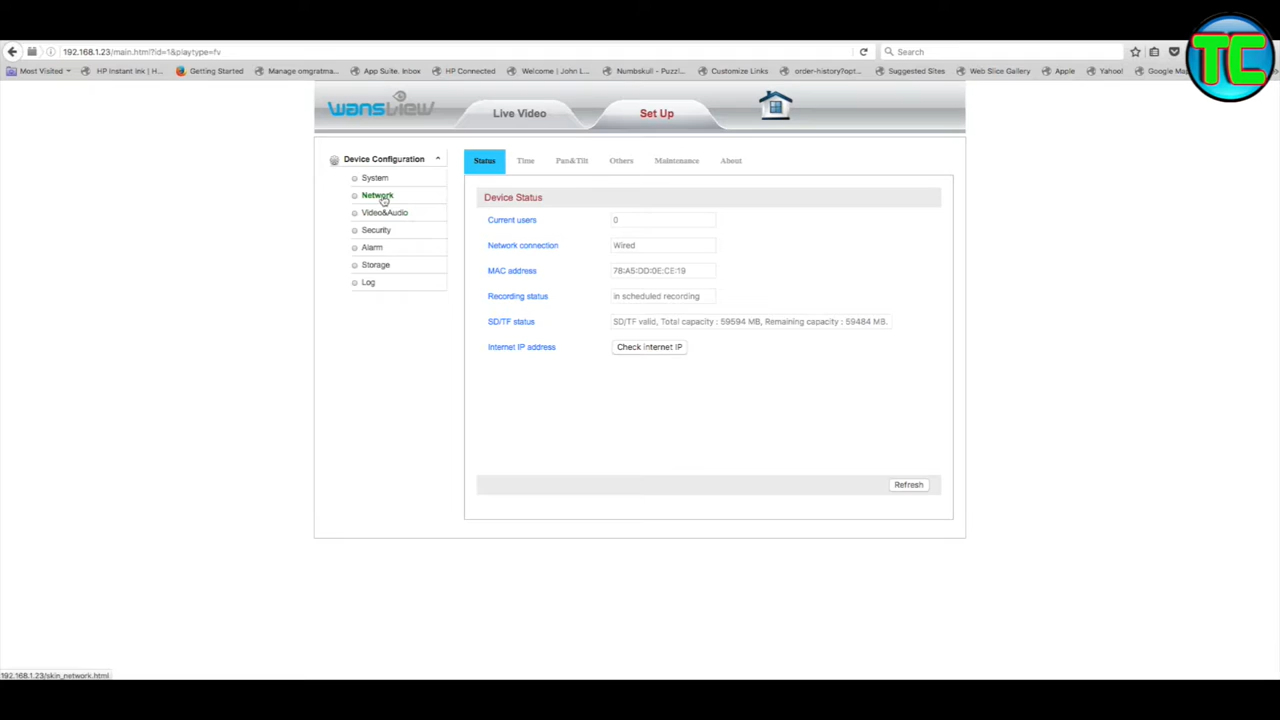 TC
192.168.1.23/main.html?id=1&playtype=fv
Search
Most Visited
HP Instant Ink | H...
Getting Started
Manage omgratma...
App Suite. Inbox
HP Connected
Welcome | John L...
Numbskull - Puzzl...
Customize Links
order-history?opt...
Suggested Sites
Web Slice Gallery
Apple
Yahoo!
Google Ma
wansview
Live Video
Set Up
Device Configuration
System
Network
Video&Audio
Security
Alarm
Storage
Log
Status Time Pan&Tilt Others Maintenance About
Device Status
Current users 0
Network connection Wired
MAC address 78:A5:DD:0E:CE:19
Recording status in scheduled recording
SD/TF status SD/TF valid, Total capacity : 59594 MB, Remaining capacity : 59484 MB.
Internet IP address Check internet IP
Refresh
192.168.1.23/skin_network.html